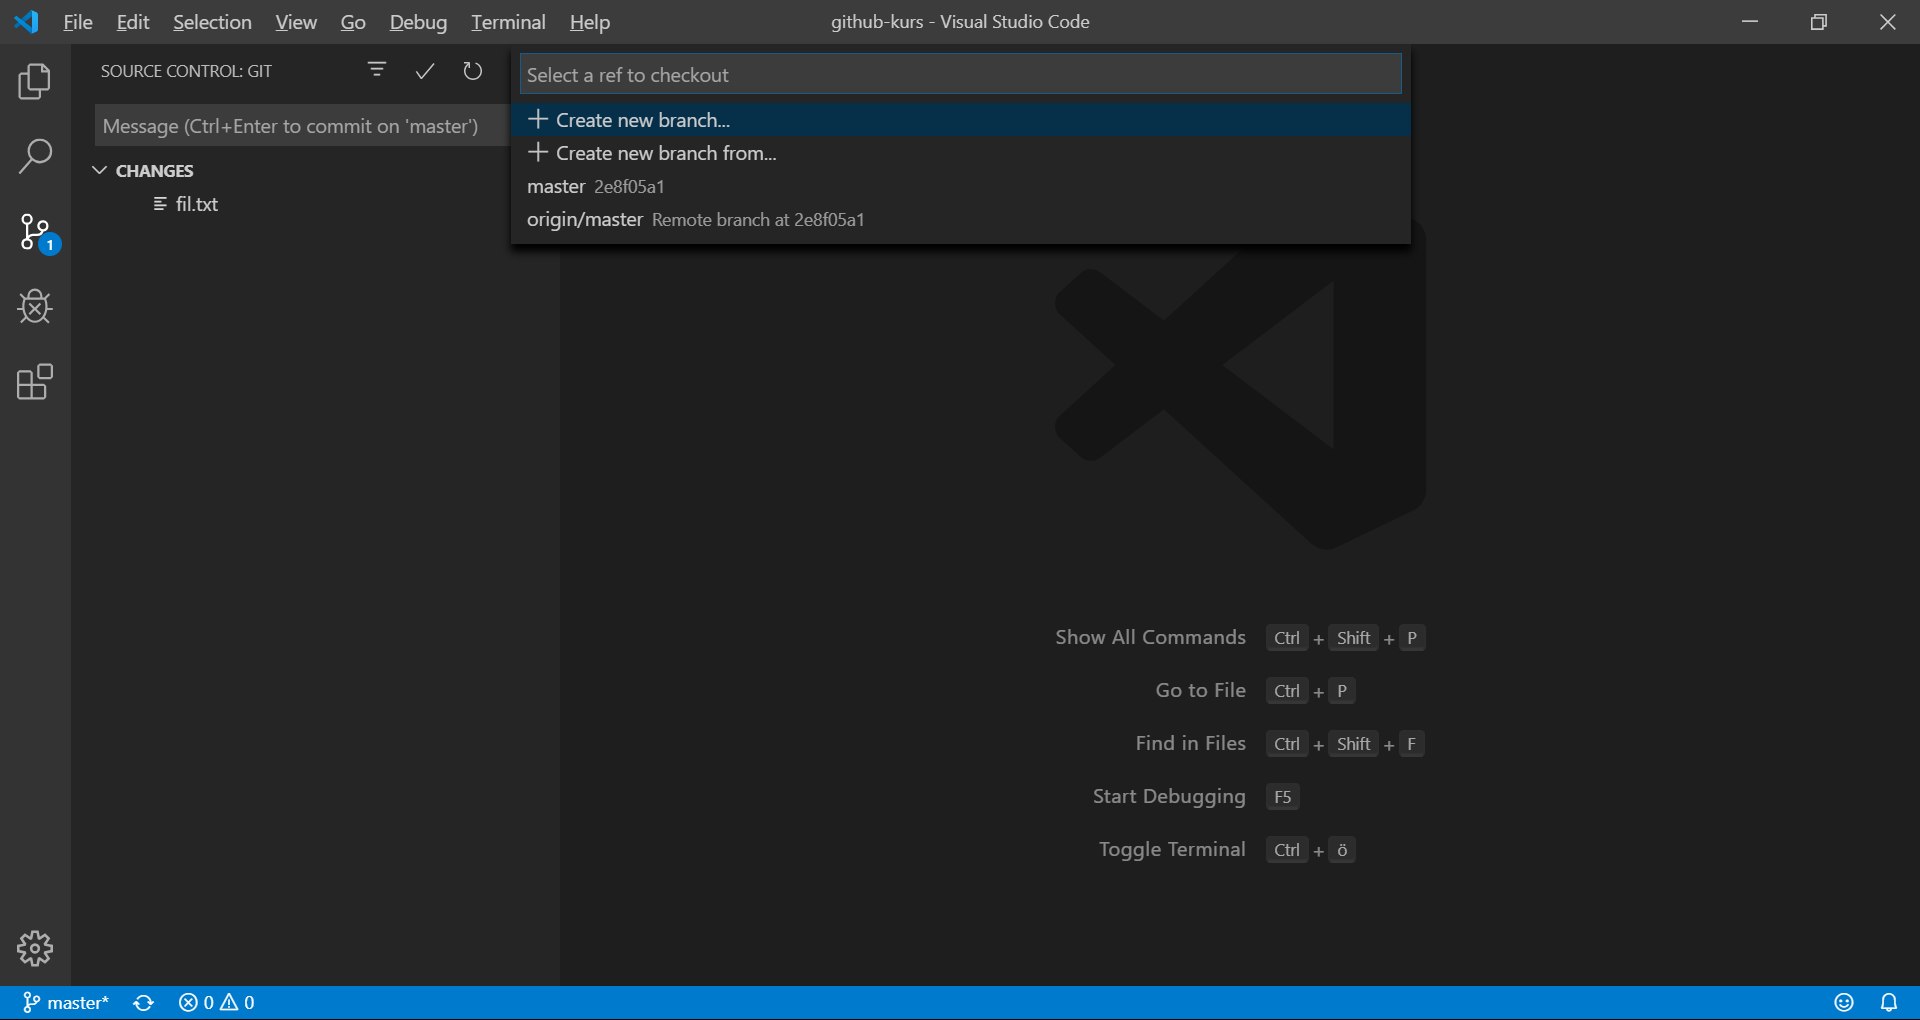 File Edit Selection View Go Debug Terminal Help
github-kurs - Visual Studio Code
SOURCE CONTROL: GIT
Select a ref to checkout
Message (Ctrl+Enter to commit on 'master')
Create new branch...
Create new branch from...
CHANGES
master 2e8f05a1
fil.txt
origin/master Remote branch at 2e8f05a1
1
Show All Commands Ctrl + Shift + P
Go to File Ctrl + P
Find in Files Ctrl + Shift + F
Start Debugging F5
Toggle Terminal Ctrl + ö
master* 0 0